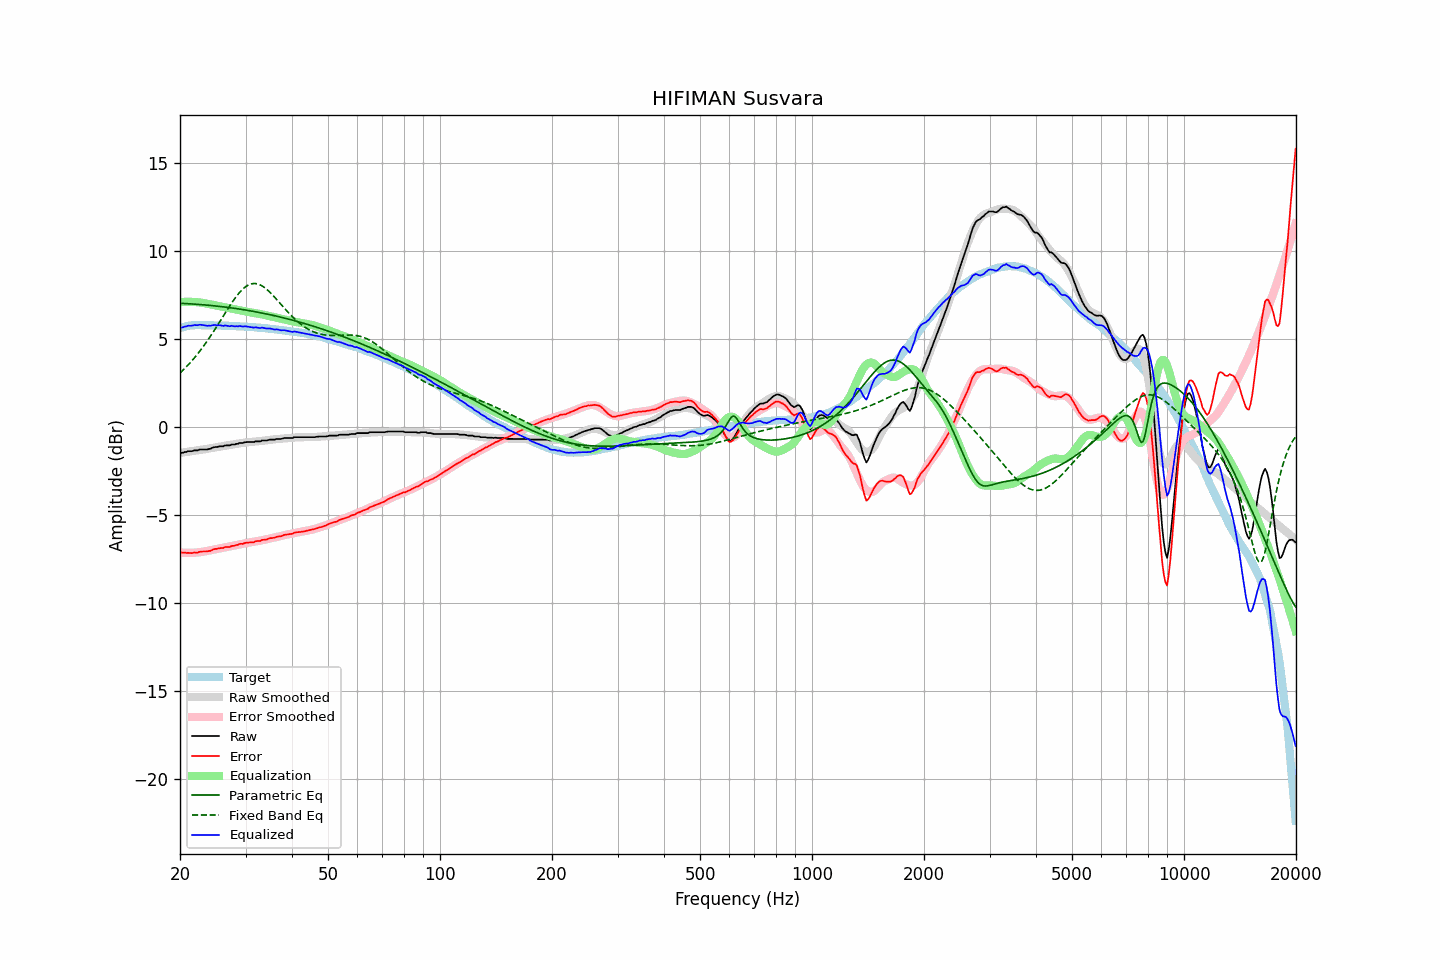 HIFIMAN Susvara
Amplitude (dBr)
15
10
5
0
−5
−10
−15
−20
Target
Raw Smoothed
Error Smoothed
Raw
Error
Equalization
Parametric Eq
Fixed Band Eq
Equalized
20
50
100
200
500
1000
2000
5000
10000
20000
Frequency (Hz)